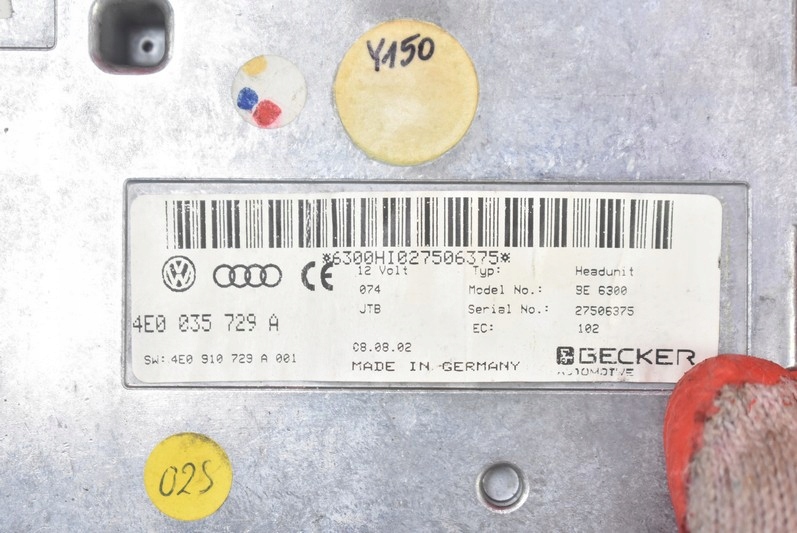 Y150
*6300HI027506375*
12 Volt Typ: Headunit
074 Model No.: 9E 6300
JTB Serial No.: 27506375
EC: 102
4E0 035 729 A
08.08.02
SW: 4E0 910 729 A 001
MADE IN GERMANY
BECKER
AUTOMOTIVE
025